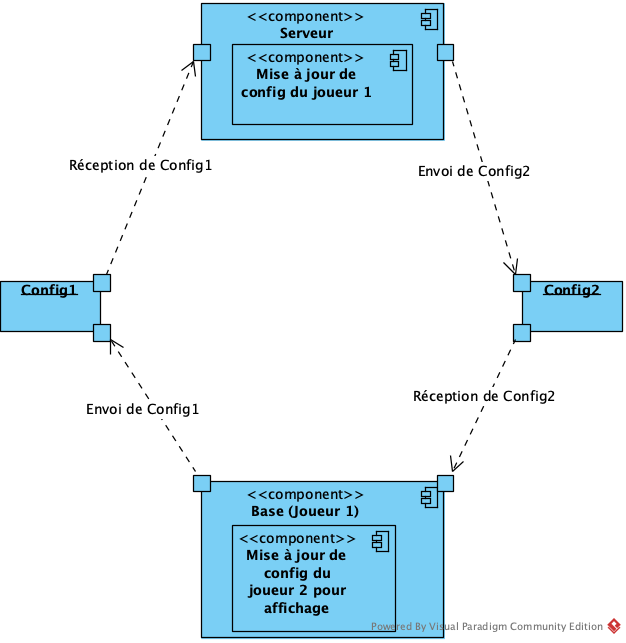 <<component>>
Serveur
<<component>>
Mise à jour de
config du joueur 1
Réception de Config1
Envoi de Config2
Config1
Config2
Envoi de Config1
Réception de Config2
<<component>>
Base (Joueur 1)
<<component>>
Mise à jour de
config du
joueur 2 pour
affichage
Powered By Visual Paradigm Community Edition